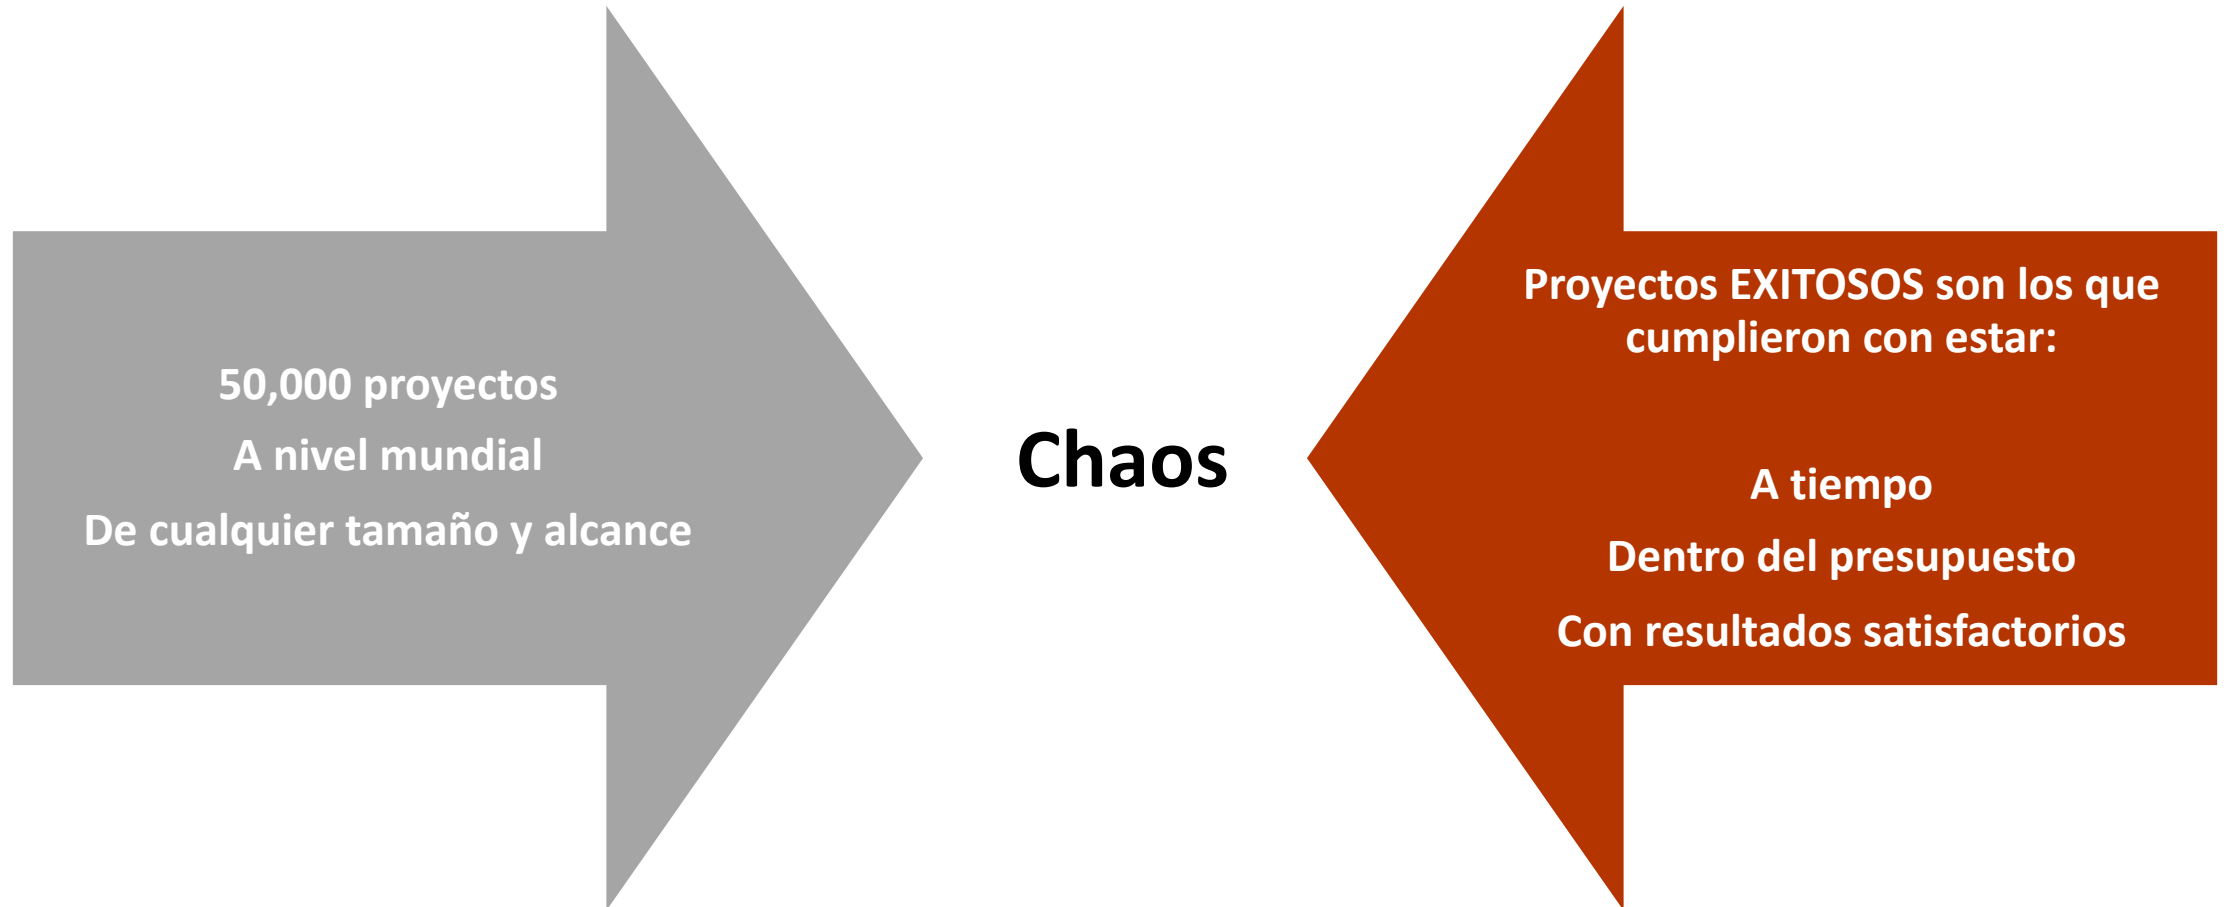 50,000 proyectos
A nivel mundial
De cualquier tamaño y alcance
Chaos
Proyectos EXITOSOS son los que
cumplieron con estar:
A tiempo
Dentro del presupuesto
Con resultados satisfactorios